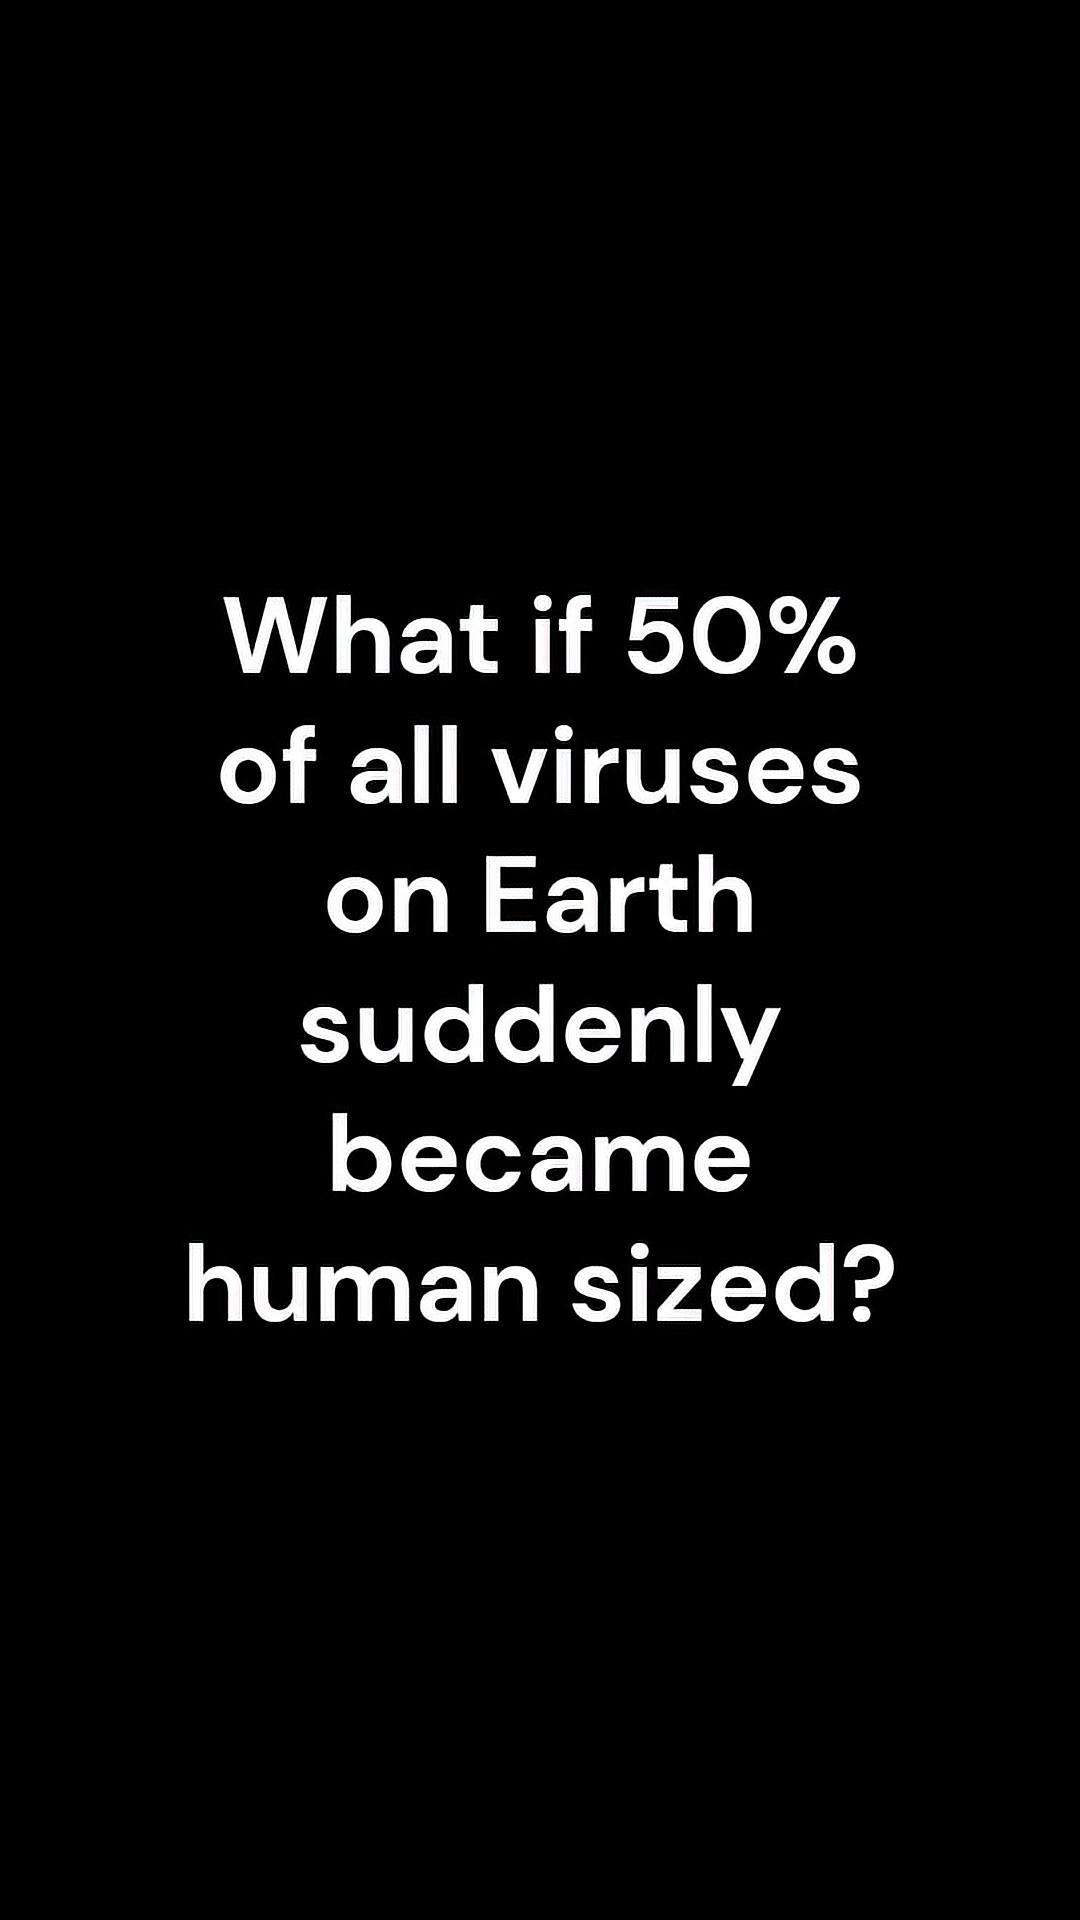 What if 50%
of all viruses
on Earth
suddenly
became
human sized?